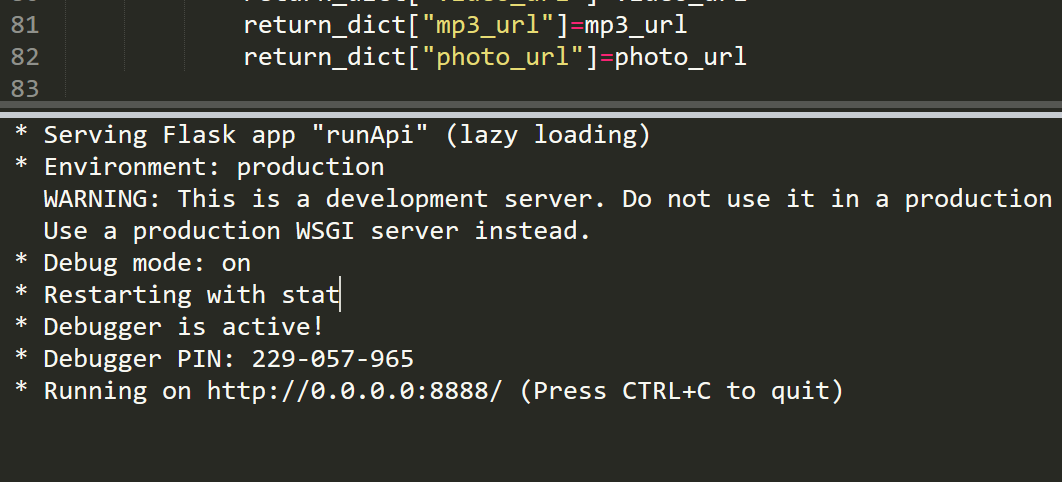 81 return_dict["mp3_url"]=mp3_url
82 return_dict["photo_url"]=photo_url
83
* Serving Flask app "runApi" (lazy loading)
* Environment: production
WARNING: This is a development server. Do not use it in a production
Use a production WSGI server instead.
* Debug mode: on
* Restarting with stat
* Debugger is active!
* Debugger PIN: 229-057-965
* Running on http://0.0.0.0:8888/ (Press CTRL+C to quit)